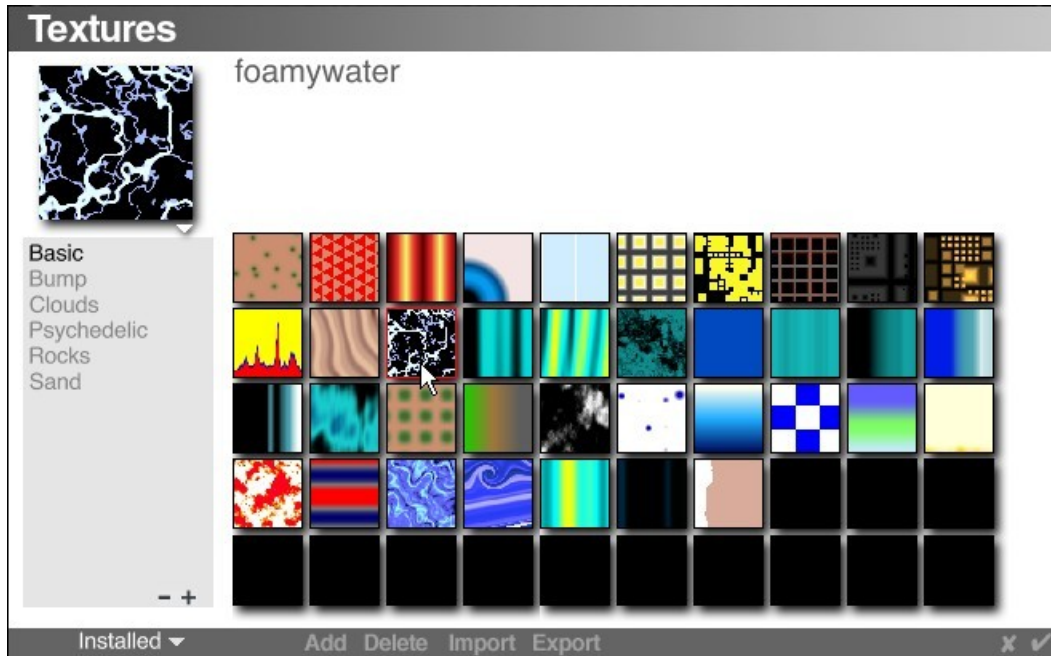 Textures
foamywater
Basic
Bump
Clouds
Psychedelic
Rocks
Sand
- +
Installed
Add Delete Import Export